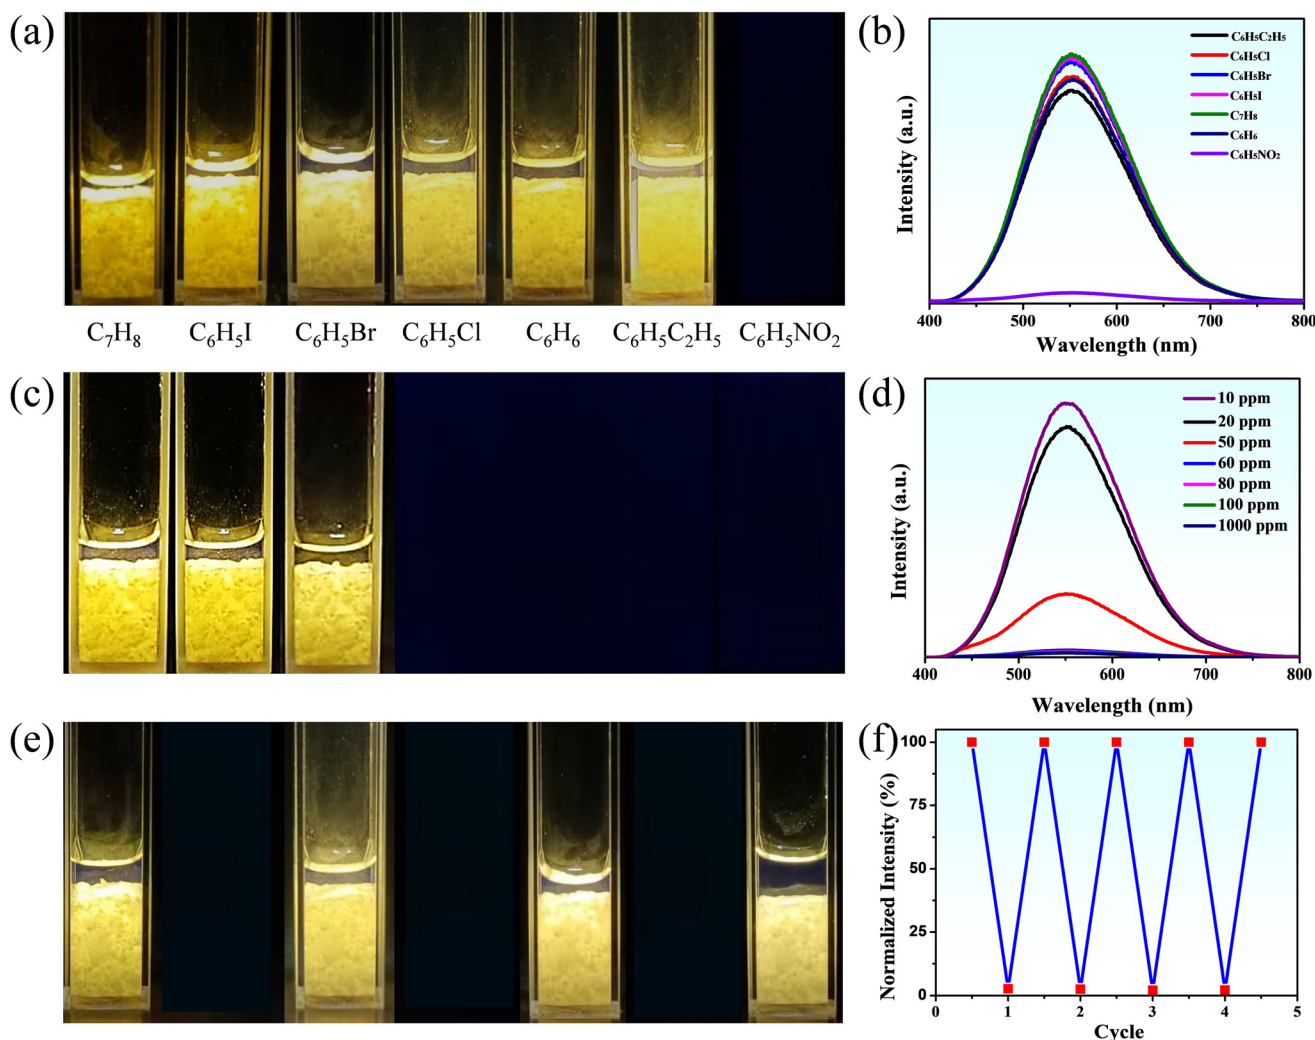 (a)
C₇H₈ C₆H₅I C₆H₅Br C₆H₅Cl C₆H₆ C₆H₅C₂H₅ C₆H₅NO₂
(b)
Intensity (a.u.)
C₆H₅C₂H₅
C₆H₅Cl
C₆H₅Br
C₆H₅I
C₇H₈
C₆H₆
C₆H₅NO₂
400 500 600 700 800
Wavelength (nm)
(c)
(d)
Intensity (a.u.)
10 ppm
20 ppm
50 ppm
60 ppm
80 ppm
100 ppm
1000 ppm
400 500 600 700 800
Wavelength (nm)
(e)
(f)
Normalized Intensity (%)
100
75
50
25
0
0 1 2 3 4 5
Cycle